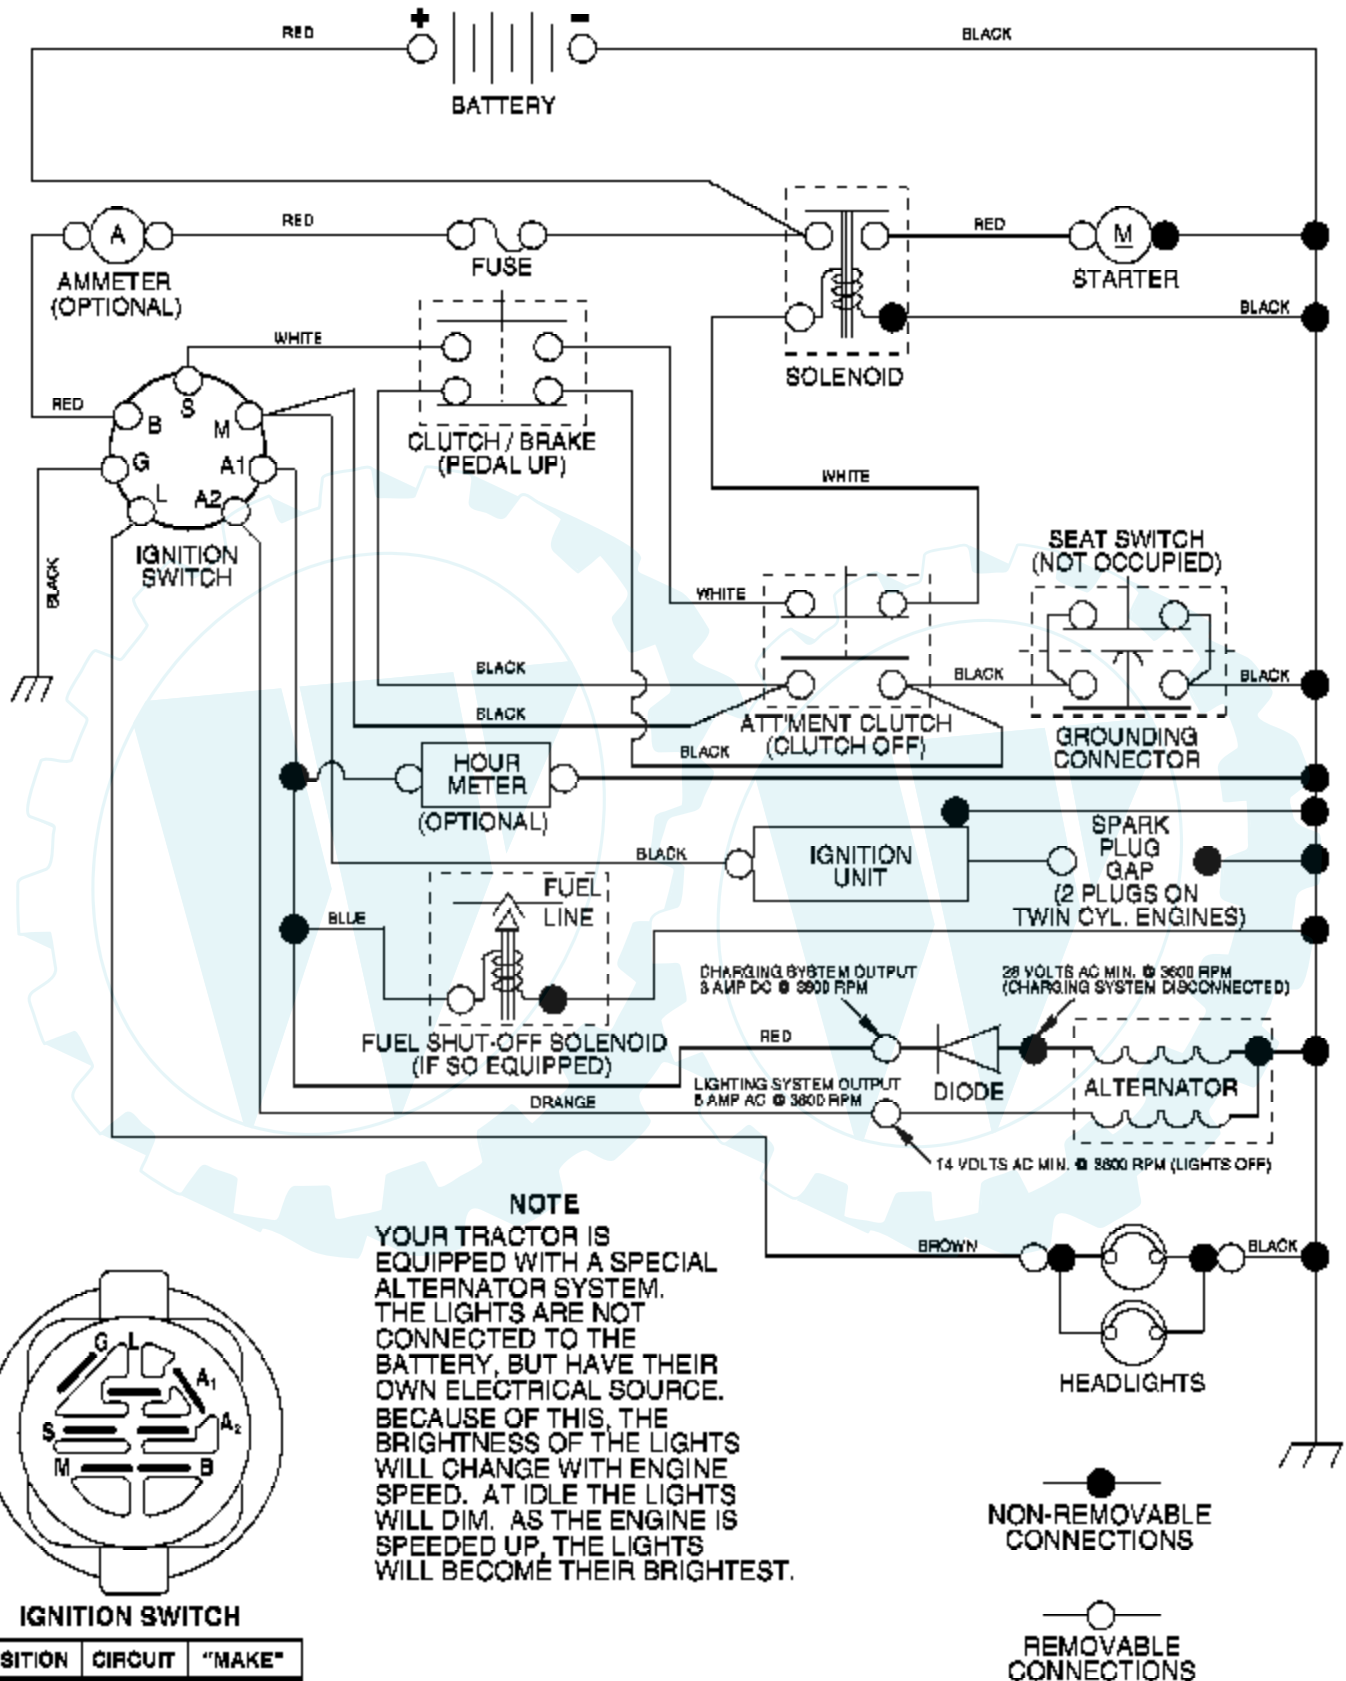 +
-
RED
BLACK
BATTERY
A
RED
FUSE
RED
M
STARTER
AMMETER
(OPTIONAL)
BLACK
WHITE
SOLENOID
RED
B
S
M
G
A1
L
A2
IGNITION
SWITCH
CLUTCH / BRAKE
(PEDAL UP)
WHITE
BLACK
SEAT SWITCH
(NOT OCCUPIED)
WHITE
BLACK
BLACK
BLACK
BLACK
ATT'MENT CLUTCH
(CLUTCH OFF)
BLACK
GROUNDING
CONNECTOR
HOUR
METER
(OPTIONAL)
BLACK
IGNITION
UNIT
SPARK
PLUG
GAP
(2 PLUGS ON
TWIN CYL. ENGINES)
FUEL
LINE
BLUE
CHARGING SYSTEM OUTPUT
3 AMP DC @ 3600 RPM
28 VOLTS AC MIN. @ 3600 RPM
(CHARGING SYSTEM DISCONNECTED)
FUEL SHUT-OFF SOLENOID
(IF SO EQUIPPED)
RED
DIODE
ALTERNATOR
LIGHTING SYSTEM OUTPUT
5 AMP AC @ 3600 RPM
ORANGE
14 VOLTS AC MIN. @ 3600 RPM (LIGHTS OFF)
NOTE
YOUR TRACTOR IS
EQUIPPED WITH A SPECIAL
ALTERNATOR SYSTEM.
THE LIGHTS ARE NOT
CONNECTED TO THE
BATTERY, BUT HAVE THEIR
OWN ELECTRICAL SOURCE.
BECAUSE OF THIS, THE
BRIGHTNESS OF THE LIGHTS
WILL CHANGE WITH ENGINE
SPEED. AT IDLE THE LIGHTS
WILL DIM. AS THE ENGINE IS
SPEEDED UP, THE LIGHTS
WILL BECOME THEIR BRIGHTEST.
BROWN
BLACK
HEADLIGHTS
G
L
A1
S
A2
M
B
IGNITION SWITCH
SITION CIRCUIT "MAKE"
NON-REMOVABLE
CONNECTIONS
REMOVABLE
CONNECTIONS